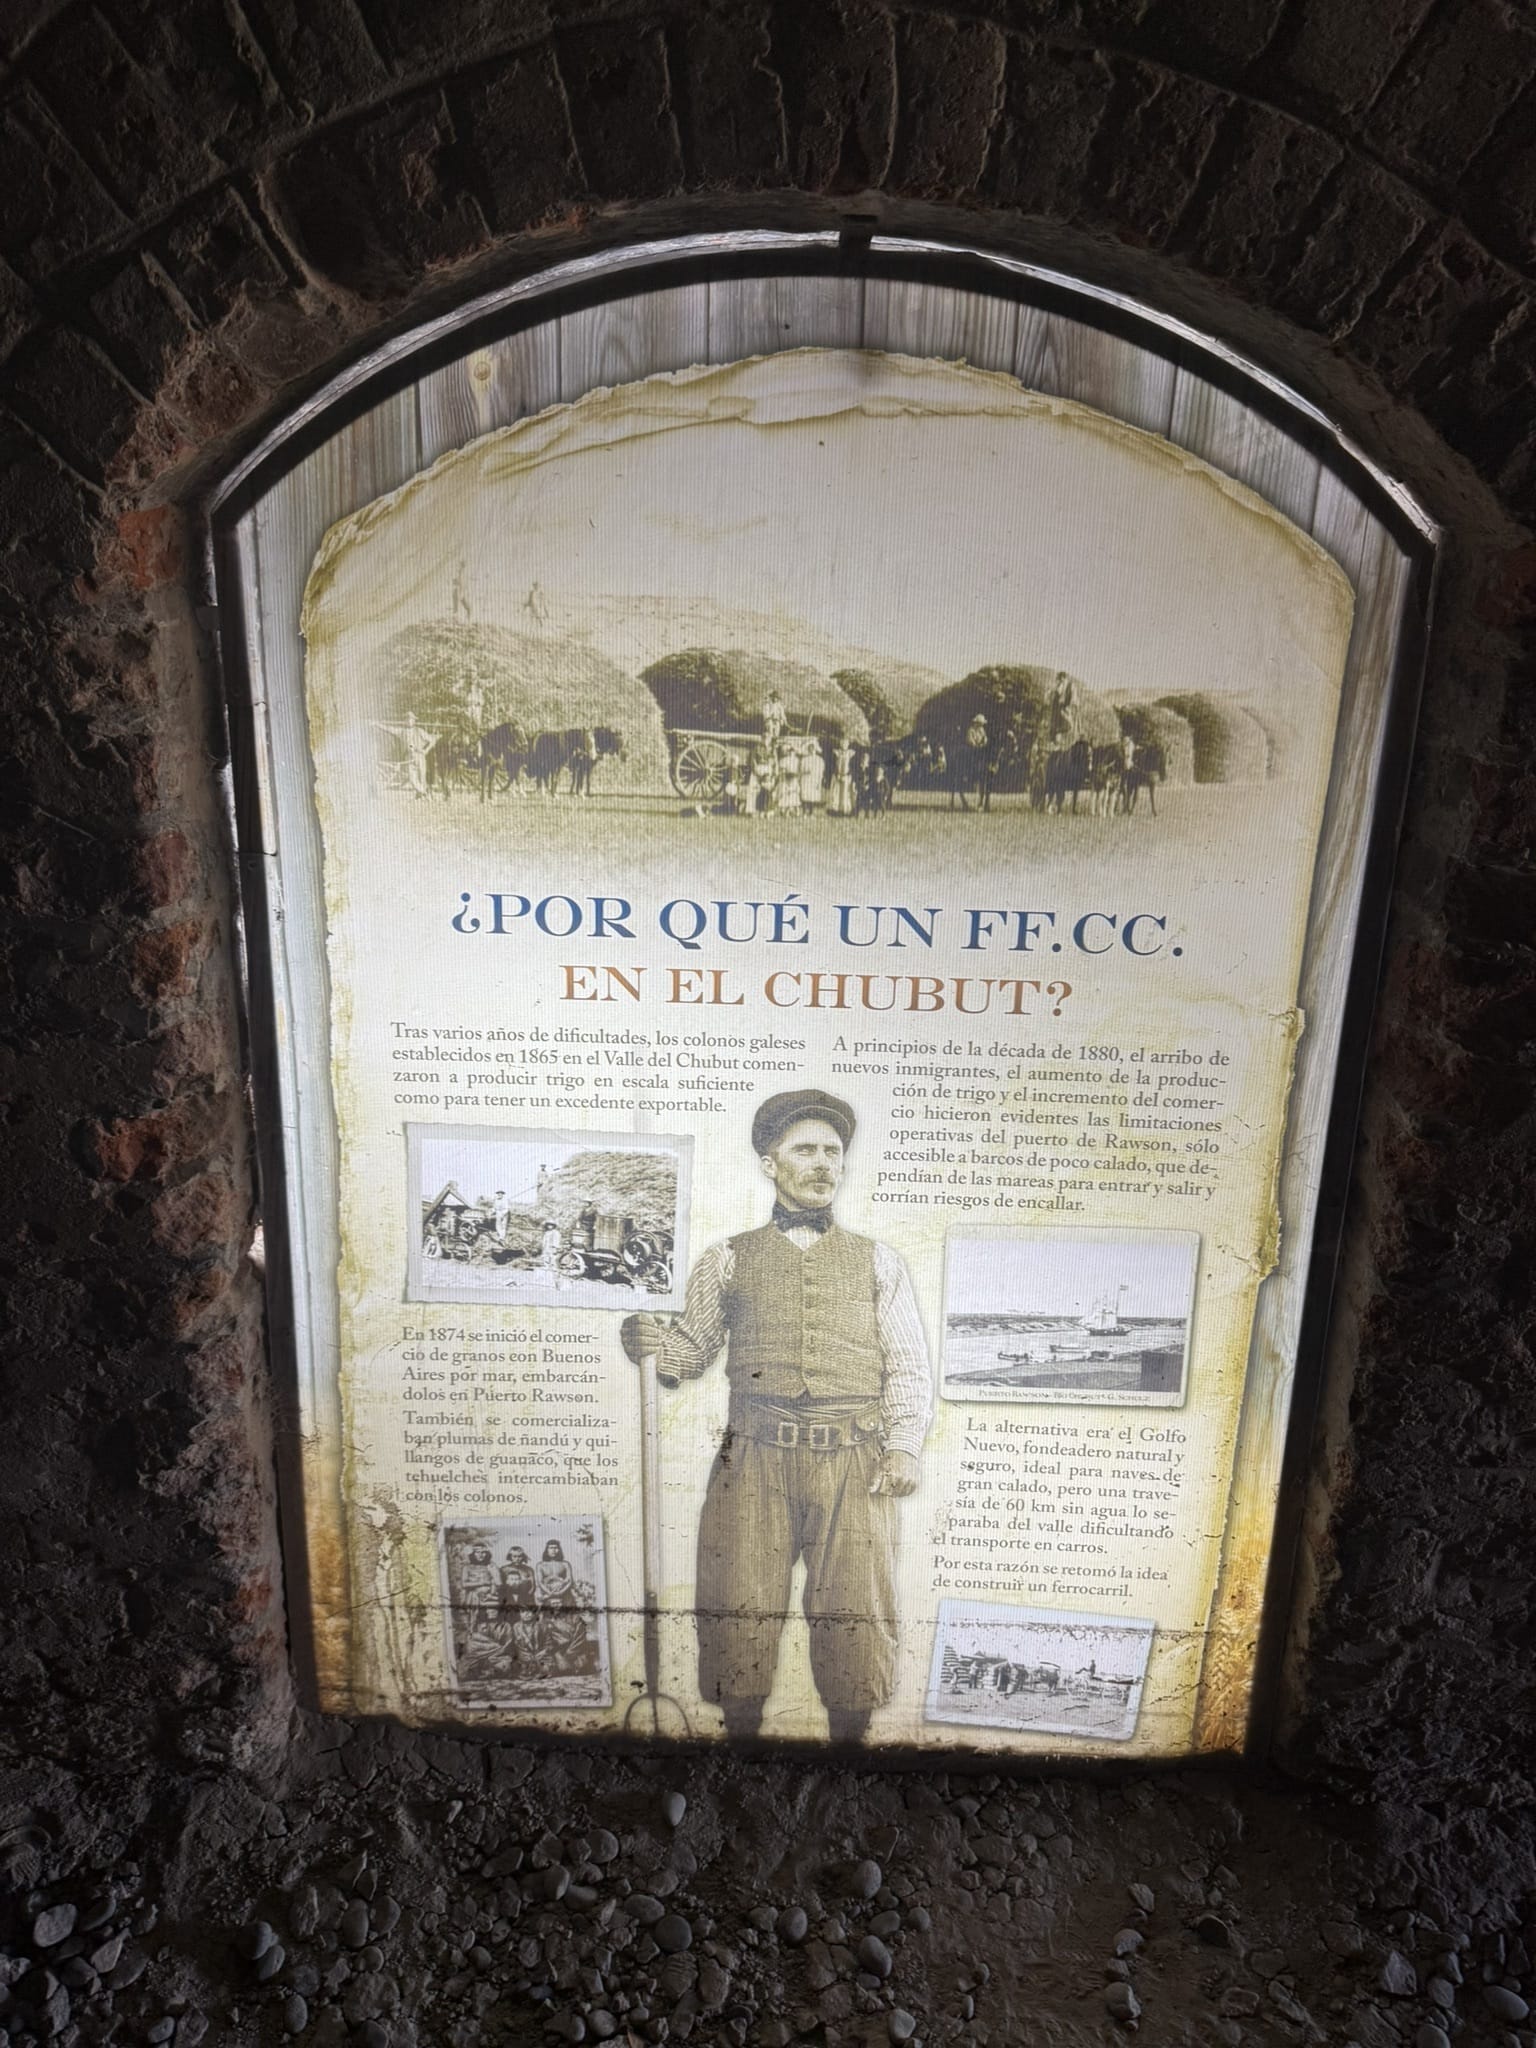 ¿POR QUÉ UN FF.CC.
EN EL CHUBUT?
Tras varios años de dificultades, los colonos galeses
establecidos en 1865 en el Valle del Chubut comen-
zaron a producir trigo en escala suficiente
como para tener un excedente exportable.
En 1874 se inició el comer-
cio de granos con Buenos
Aires por mar, embarcán-
dolos en Puerto Rawson.
También se comercializa-
ban plumas de ñandú y qui-
llangos de guanaco, que los
tehuelches intercambiaban
con los colonos.
A principios de la década de 1880, el arribo de
nuevos inmigrantes, el aumento de la produc-
ción de trigo y el incremento del comer-
cio hicieron evidentes las limitaciones
operativas del puerto de Rawson, sólo
accesible a barcos de poco calado, que de-
pendían de las mareas para entrar y salir y
corrían riesgos de encallar.
PUERTO RAWSON - RÍO CHUBUT - G. SCHULZ
La alternativa era el Golfo
Nuevo, fondeadero natural y
seguro, ideal para naves de
gran calado, pero una trave-
sía de 60 km sin agua lo se-
paraba del valle dificultando
el transporte en carros.
Por esta razón se retomó la idea
de construir un ferrocarril.